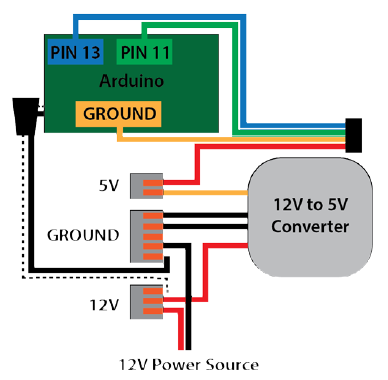 PIN 13 PIN 11
Arduino
GROUND
5V
12V to 5V
Converter
GROUND
12V
12V Power Source